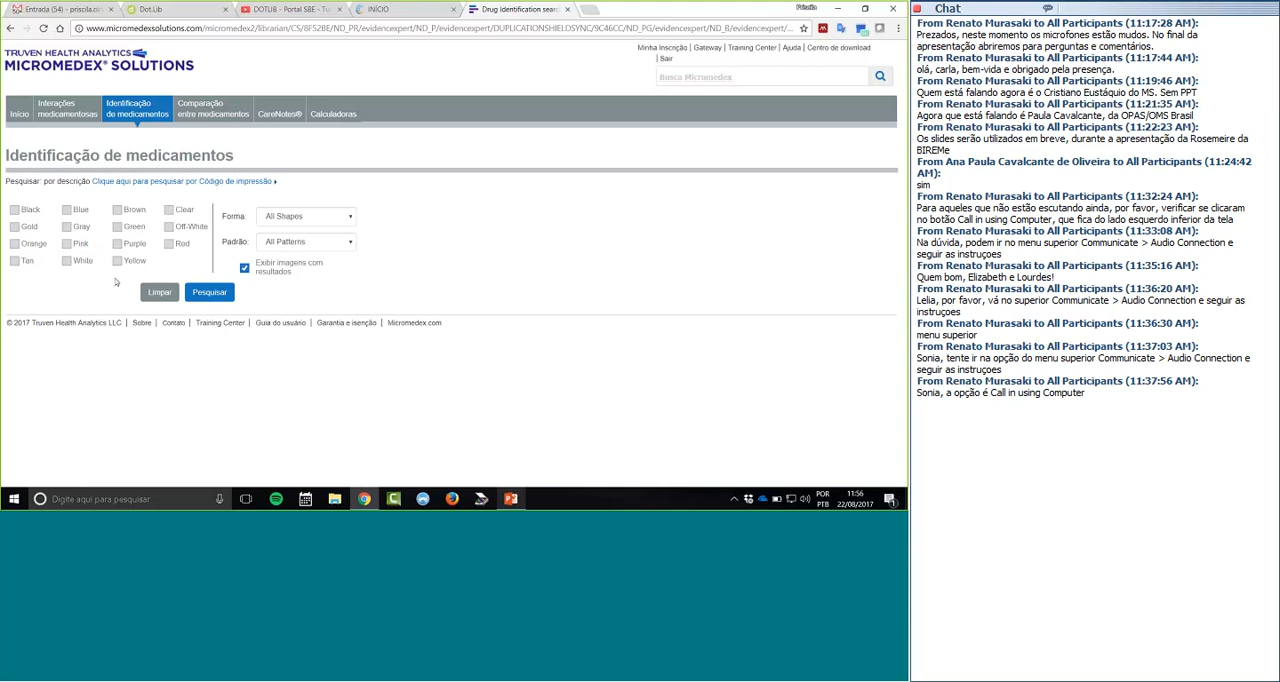 Entrada (54) - priscila.oli
Dot.Lib
DOTLIB - Portal SBE - Tu
INÍCIO
Drug Identification searc
www.micromedexsolutions.com/micromedex2/librarian/CS/8F52BE/ND_PR/evidencexpert/ND_P/evidencexpert/DUPLICATIONSHIELDSYNC/9C46CC/ND_PG/evidencexpert/ND_B/evidencexpert/...
TRUVEN HEALTH ANALYTICS
MICROMEDEX® SOLUTIONS
Minha Inscrição | Gateway | Training Center | Ajuda | Centro de download
| Sair
Busca Micromedex
Início
Interações medicamentosas
Identificação de medicamentos
Comparação entre medicamentos
CareNotes®
Calculadoras
Identificação de medicamentos
Pesquisar: por descrição Clique aqui para pesquisar por Código de impressão
Black Blue Brown Clear
Gold Gray Green Off-White
Orange Pink Purple Red
Tan White Yellow
Forma: All Shapes
Padrão: All Patterns
Exibir imagens com
resultados
Limpar Pesquisar
© 2017 Truven Health Analytics LLC | Sobre | Contato | Training Center | Guia do usuário | Garantia e isenção | Micromedex.com
Digite aqui para pesquisar
POR
PTB
11:56
22/08/2017
Chat
From Renato Murasaki to All Participants (11:17:28 AM):
Prezados, neste momento os microfones estão mudos. No final da
apresentação abriremos para perguntas e comentários.
From Renato Murasaki to All Participants (11:17:44 AM):
olá, carla, bem-vinda e obrigado pela presença.
From Renato Murasaki to All Participants (11:19:46 AM):
Quem está falando agora é o Cristiano Eustáquio do MS. Sem PPT
From Renato Murasaki to All Participants (11:21:35 AM):
Agora que está falando é Paula Cavalcante, da OPAS/OMS Brasil
From Renato Murasaki to All Participants (11:22:23 AM):
Os slides serão utilizados em breve, durante a apresentação da Rosemeire da
BIREMe
From Ana Paula Cavalcante de Oliveira to All Participants (11:24:42
AM):
sim
From Renato Murasaki to All Participants (11:32:24 AM):
Para aqueles que não estão escutando ainda, por favor, verificar se clicaram
no botão Call in using Computer, que fica do lado esquerdo inferior da tela
From Renato Murasaki to All Participants (11:33:08 AM):
Na dúvida, podem ir no menu superior Communicate > Audio Connection e
seguir as instruçoes
From Renato Murasaki to All Participants (11:35:16 AM):
Quem bom, Elizabeth e Lourdes!
From Renato Murasaki to All Participants (11:36:20 AM):
Lelia, por favor, vá no superior Communicate > Audio Connection e seguir as
instruçoes
From Renato Murasaki to All Participants (11:36:30 AM):
menu superior
From Renato Murasaki to All Participants (11:37:03 AM):
Sonia, tente ir na opção do menu superior Communicate > Audio Connection e
seguir as instruçoes
From Renato Murasaki to All Participants (11:37:56 AM):
Sonia, a opção é Call in using Computer